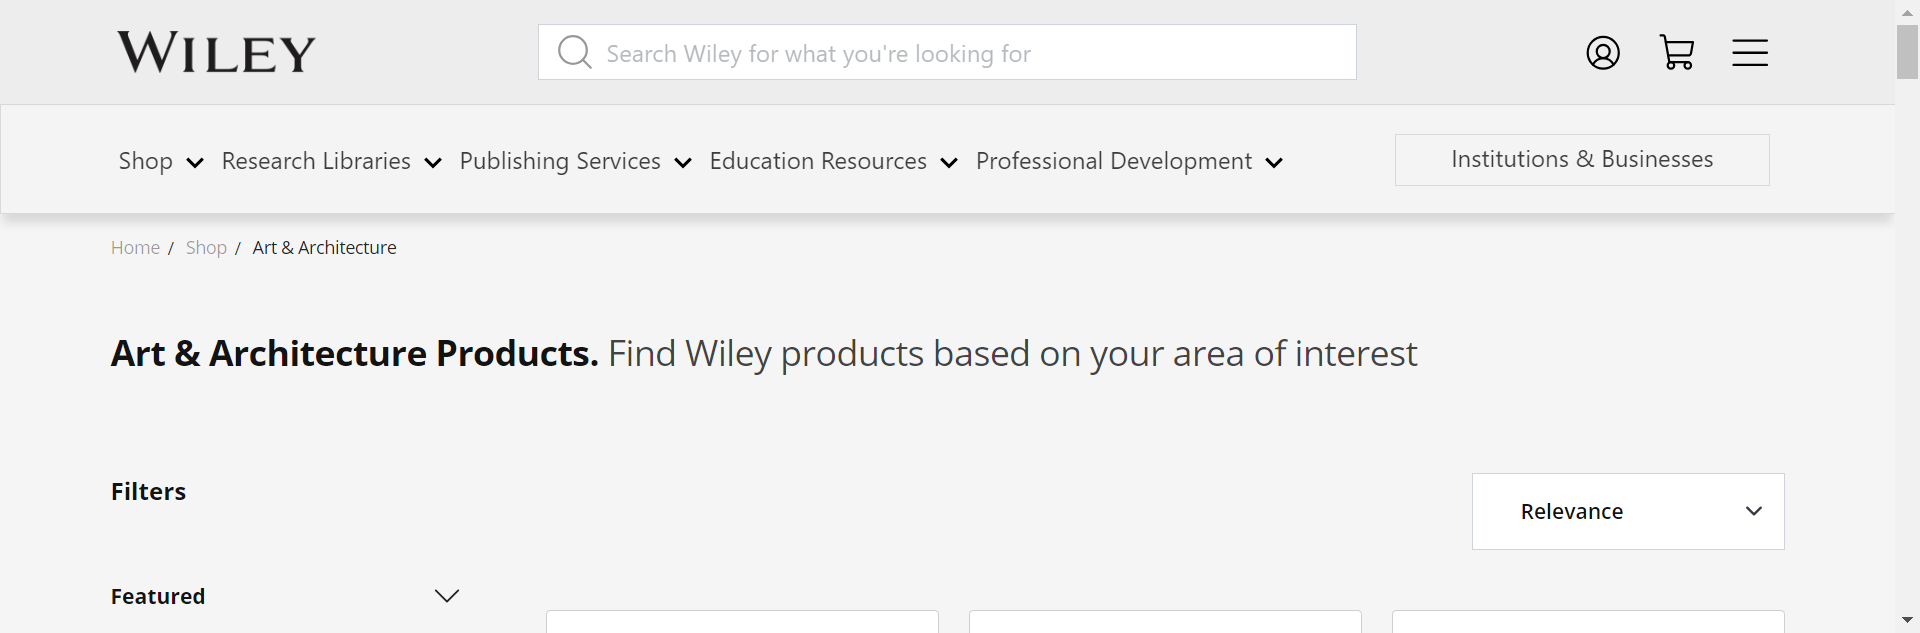 WILEY
Search Wiley for what you're looking for
Shop Research Libraries Publishing Services Education Resources Professional Development Institutions & Businesses
Home / Shop / Art & Architecture
Art & Architecture Products. Find Wiley products based on your area of interest
Filters
Relevance
Featured